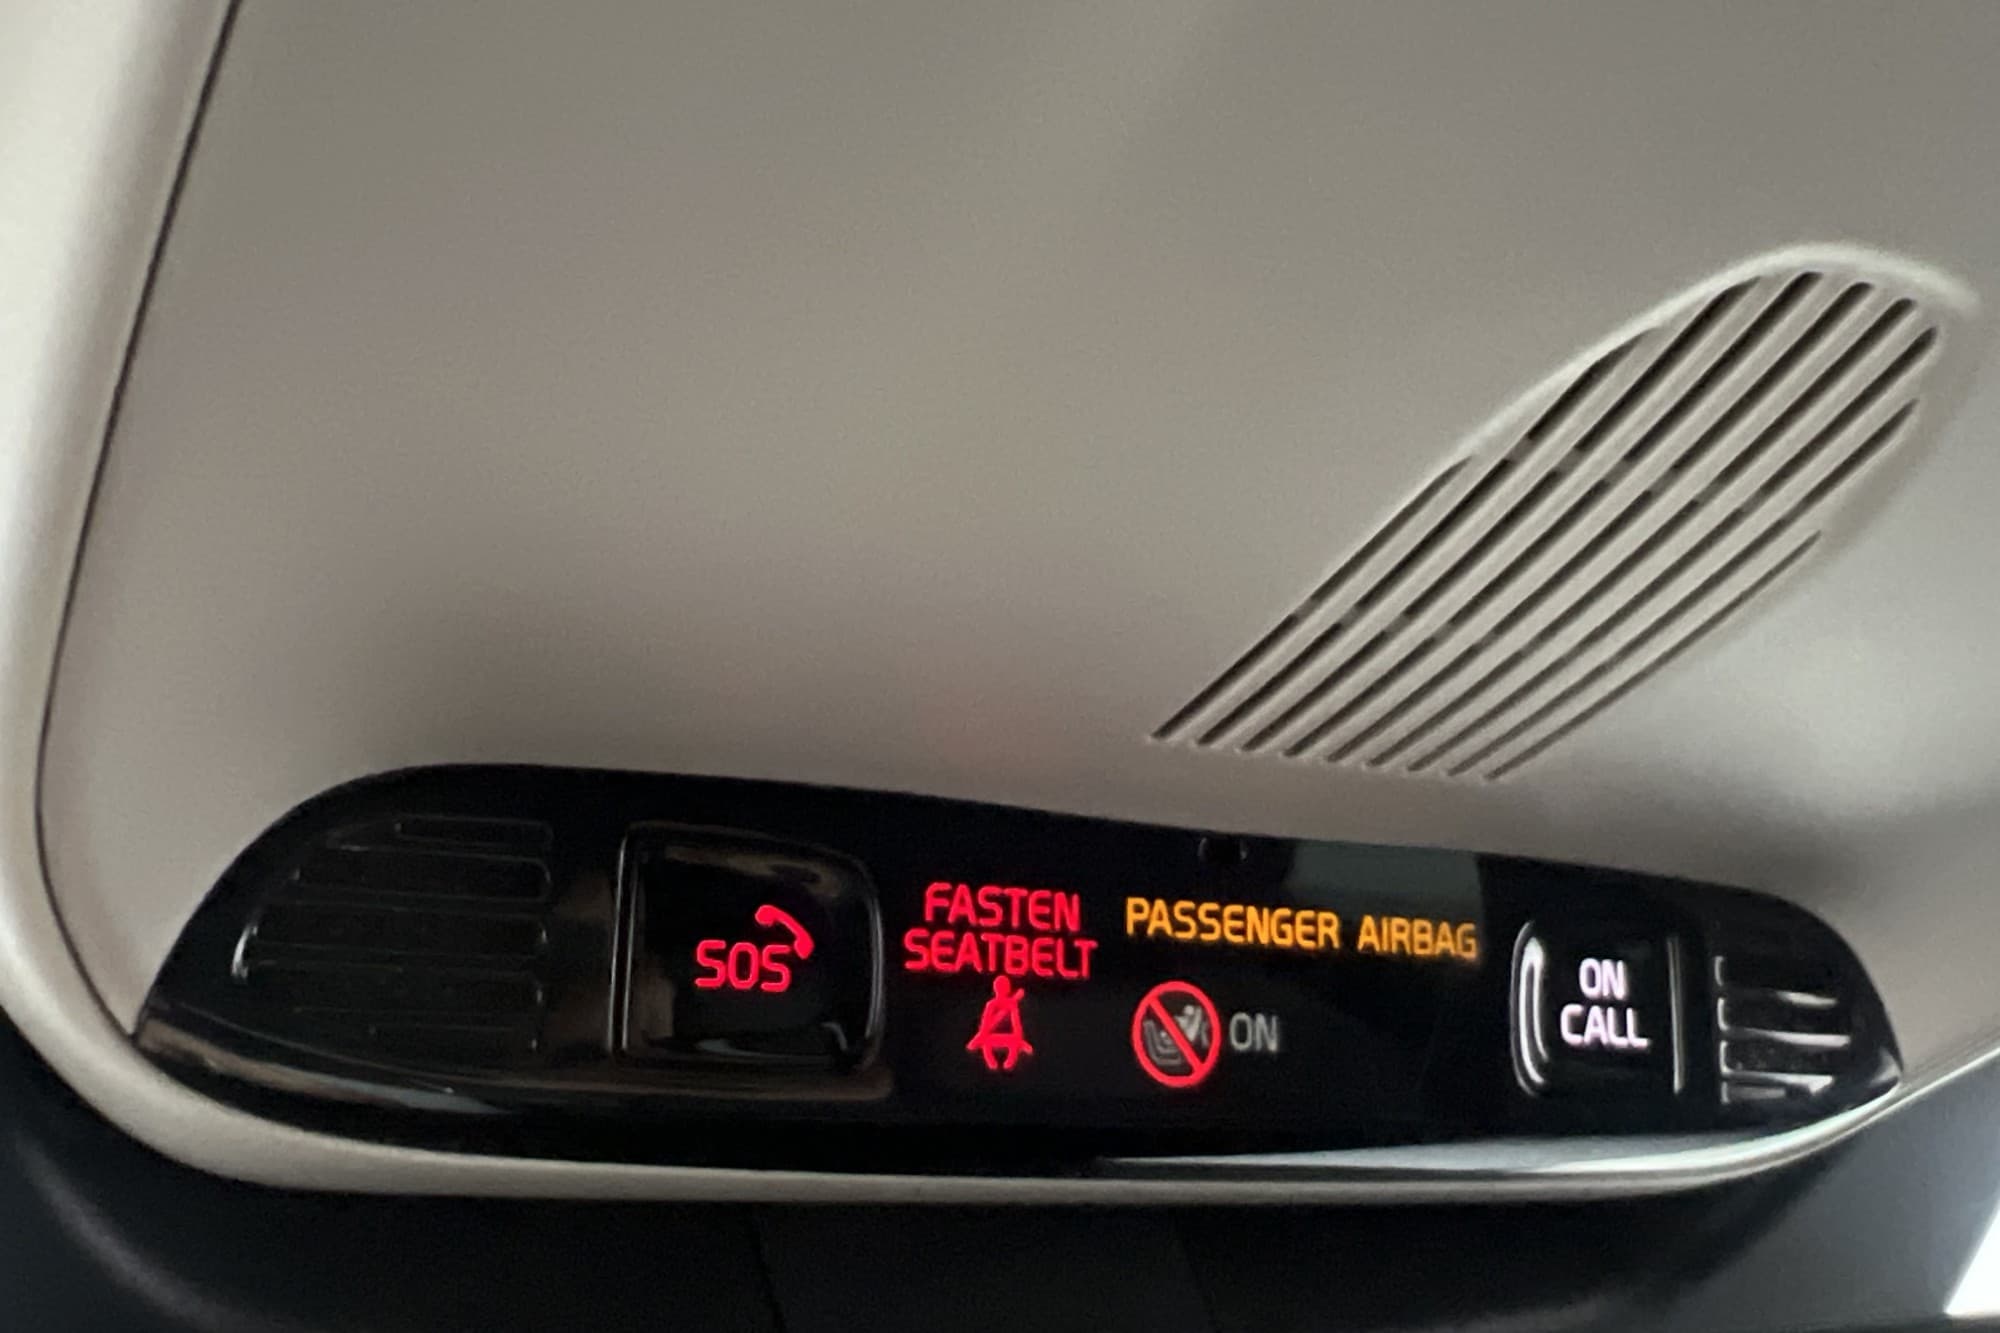 SOS
FASTEN
SEATBELT
PASSENGER AIRBAG
ON
ON
CALL